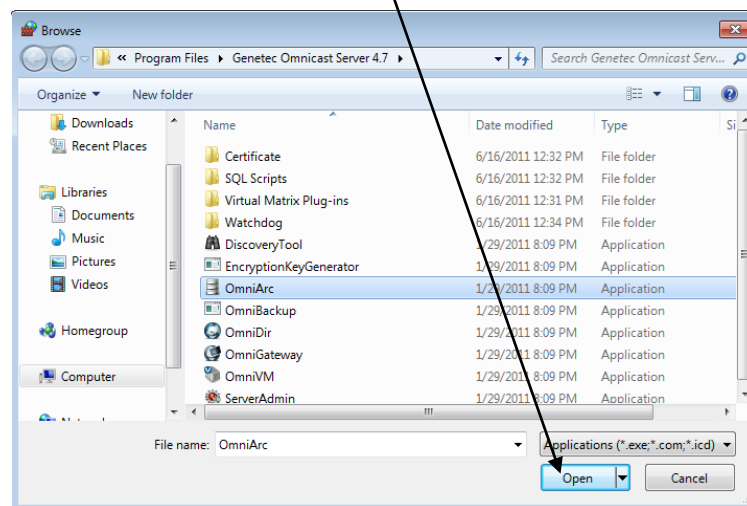 Browse
« Program Files ▸ Genetec Omnicast Server 4.7 ▸ Search Genetec Omnicast Serv...
Organize ▼ New folder
Name Date modified Type Si
Downloads
Recent Places
Libraries
Documents
Music
Pictures
Videos
Homegroup
Computer
Certificate 6/16/2011 12:32 PM File folder
SQL Scripts 6/16/2011 12:32 PM File folder
Virtual Matrix Plug-ins 6/16/2011 12:31 PM File folder
Watchdog 6/16/2011 12:34 PM File folder
DiscoveryTool 1/29/2011 8:09 PM Application
EncryptionKeyGenerator 1/29/2011 8:09 PM Application
OmniArc 1/29/2011 8:09 PM Application
OmniBackup 1/29/2011 8:09 PM Application
OmniDir 1/29/2011 8:09 PM Application
OmniGateway 1/29/2011 8:09 PM Application
OmniVM 1/29/2011 8:09 PM Application
ServerAdmin 1/29/2011 8:09 PM Application
File name: OmniArc Applications (*.exe;*.com;*.icd)
Open Cancel